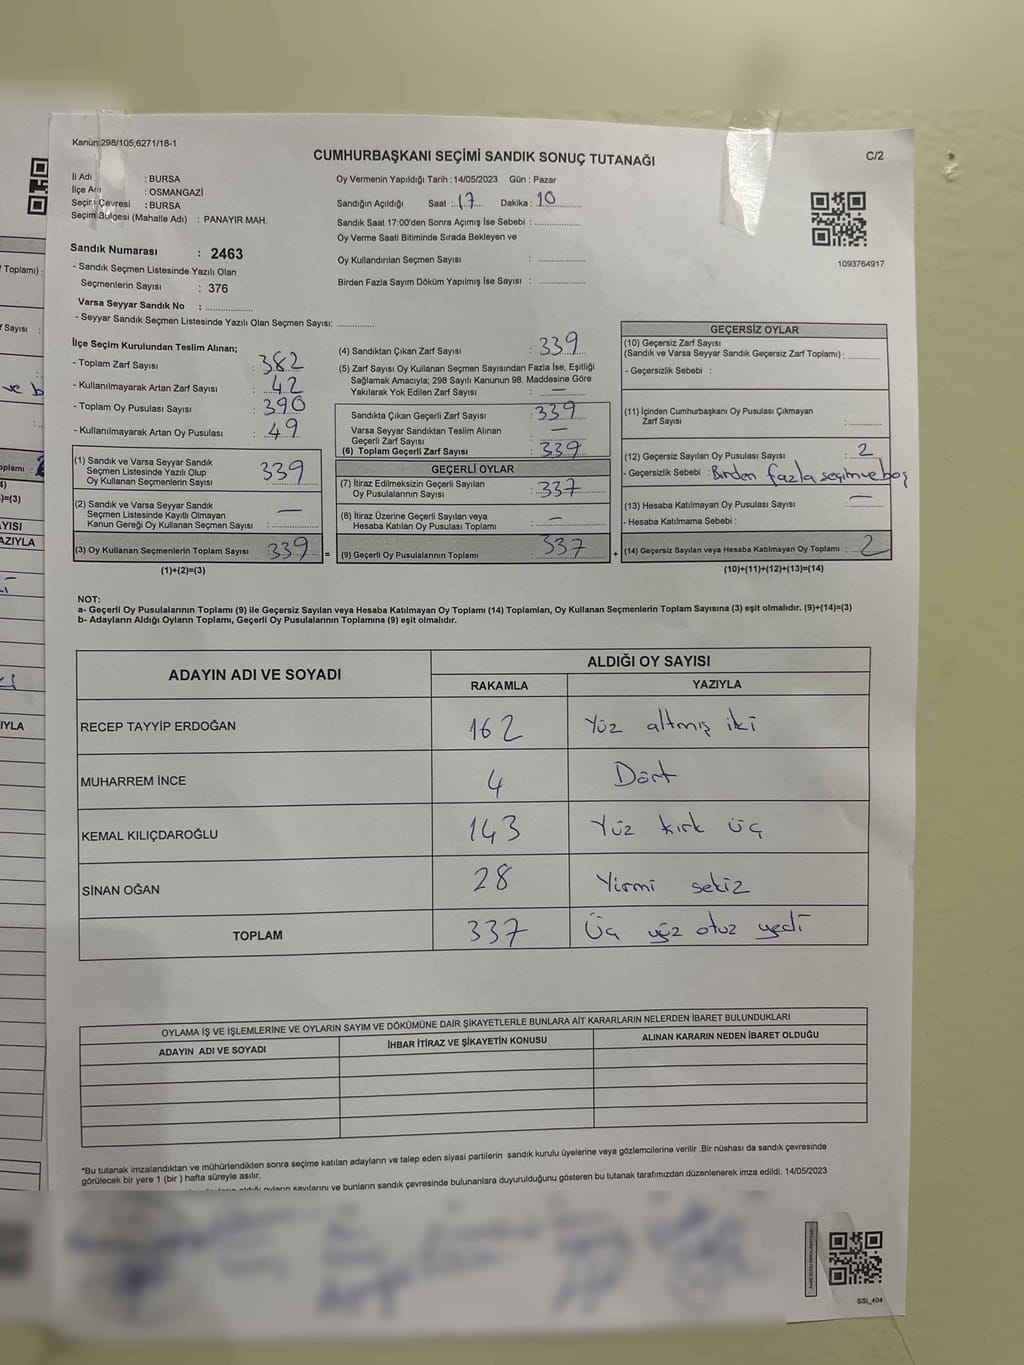 Kanun:298/105;6271/18-1
CUMHURBAŞKANI SEÇİMİ SANDIK SONUÇ TUTANAĞI
C/2
İl Adı : BURSA
İlçe Adı : OSMANGAZİ
Seçim Çevresi : BURSA
Seçim Bölgesi (Mahalle Adı) : PANAYIR MAH.
Sandık Numarası : 2463
- Sandık Seçmen Listesinde Yazılı Olan
Seçmenlerin Sayısı : 376
Varsa Seyyar Sandık No : ..............
- Seyyar Sandık Seçmen Listesinde Yazılı Olan Seçmen Sayısı: ............
Oy Vermenin Yapıldığı Tarih : 14/05/2023 Gün : Pazar
Sandığın Açıldığı Saat : 17 Dakika : 10
Sandık Saat 17:00'den Sonra Açımış İse Sebebi : ..............
Oy Verme Saati Bitiminde Sırada Bekleyen ve
Oy Kullandırılan Seçmen Sayısı : ..............
Birden Fazla Sayım Döküm Yapılmış İse Sayısı : ..............
1093764917
İlçe Seçim Kurulundan Teslim Alınan;
- Toplam Zarf Sayısı : 382
- Kullanılmayarak Artan Zarf Sayısı : 42
- Toplam Oy Pusulası Sayısı : 390
- Kullanılmayarak Artan Oy Pusulası : 49
(1) Sandık ve Varsa Seyyar Sandık
Seçmen Listesinde Yazılı Olup
Oy Kullanan Seçmenlerin Sayısı : 339
(2) Sandık ve Varsa Seyyar Sandık
Seçmen Listesinde Kayıtlı Olmayan
Kanun Gereği Oy Kullanan Seçmen Sayısı : —
(3) Oy Kullanan Seçmenlerin Toplam Sayısı : 339 =
(1)+(2)=(3)
(4) Sandıktan Çıkan Zarf Sayısı : 339
(5) Zarf Sayısı Oy Kullanan Seçmen Sayısından Fazla İse, Eşitliği
Sağlamak Amacıyla; 298 Sayılı Kanunun 98. Maddesine Göre
Yakılarak Yok Edilen Zarf Sayısı : —
Sandıkta Çıkan Geçerli Zarf Sayısı : 339
Varsa Seyyar Sandıktan Teslim Alınan
Geçerli Zarf Sayısı : —
(6) Toplam Geçerli Zarf Sayısı : 339
GEÇERLİ OYLAR
(7) İtiraz Edilmeksizin Geçerli Sayılan
Oy Pusulalarının Sayısı : 337
(8) İtiraz Üzerine Geçerli Sayılan veya
Hesaba Katılan Oy Pusulası Toplamı : —
(9) Geçerli Oy Pusulalarının Toplamı : 337 +
GEÇERSİZ OYLAR
(10) Geçersiz Zarf Sayısı
(Sandık ve Varsa Seyyar Sandık Geçersiz Zarf Toplamı) : ............
- Geçersizlik Sebebi :
(11) İçinden Cumhurbaşkanı Oy Pusulası Çıkmayan
Zarf Sayısı : ............
(12) Geçersiz Sayılan Oy Pusulası Sayısı : 2
- Geçersizlik Sebebi : Birden fazla seçim ve boş
(13) Hesaba Katılmayan Oy Pusulası Sayısı : —
- Hesaba Katılmama Sebebi :
(14) Geçersiz Sayılan veya Hesaba Katılmayan Oy Toplamı : 2
(10)+(11)+(12)+(13)=(14)
NOT:
a- Geçerli Oy Pusulalarının Toplamı (9) ile Geçersiz Sayılan veya Hesaba Katılmayan Oy Toplamı (14) Toplamları, Oy Kullanan Seçmenlerin Toplam Sayısına (3) eşit olmalıdır. (9)+(14)=(3)
b- Adayların Aldığı Oyların Toplamı, Geçerli Oy Pusulalarının Toplamına (9) eşit olmalıdır.
ADAYIN ADI VE SOYADI ALDIĞI OY SAYISI
RAKAMLA YAZIYLA
RECEP TAYYİP ERDOĞAN 162 Yüz altmış iki
MUHARREM İNCE 4 Dört
KEMAL KILIÇDAROĞLU 143 Yüz kırk üç
SİNAN OĞAN 28 Yirmi sekiz
TOPLAM 337 Üç yüz otuz yedi
OYLAMA İŞ VE İŞLEMLERİNE VE OYLARIN SAYIM VE DÖKÜMÜNE DAİR ŞİKAYETLERLE BUNLARA AİT KARARLARIN NELERDEN İBARET BULUNDUKLARI
ADAYIN ADI VE SOYADI İHBAR İTİRAZ VE ŞİKAYETİN KONUSU ALINAN KARARIN NEDEN İBARET OLDUĞU
*Bu tutanak imzalandıktan ve mühürlendikten sonra seçime katılan adayların ve talep eden siyasi partilerin sandık kurulu üyelerine veya gözlemcilerine verilir .Bir nüshası da sandık çevresinde
görülecek bir yere 1 (bir ) hafta süreyle asılır.
oyların sayılarını ve bunların sandık çevresinde bulunanlara duyurulduğunu gösteren bu tutanak tarafımızdan düzenlenerek imza edildi. 14/05/2023
SSI_404